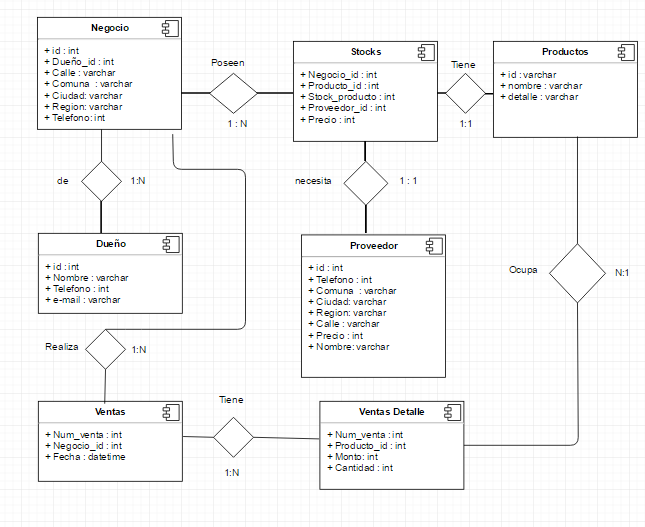 Negocio
+ id : int
+ Dueño_id : int
+ Calle : varchar
+ Comuna : varchar
+ Ciudad: varchar
+ Region: varchar
+ Telefono: int
Poseen
1 : N
Stocks
+ Negocio_id : int
+ Producto_id : int
+ Stock_producto : int
+ Proveedor_id : int
+ Precio : int
Tiene
1:1
Productos
+ id : varchar
+ nombre : varchar
+ detalle : varchar
de
1:N
necesita
1 : 1
Dueño
+ id : int
+ Nombre : varchar
+ Telefono : int
+ e-mail : varchar
Proveedor
+ id : int
+ Telefono : int
+ Comuna : varchar
+ Ciudad: varchar
+ Region: varchar
+ Calle : varchar
+ Precio : int
+ Nombre: varchar
Ocupa
N:1
Realiza
1:N
Ventas
+ Num_venta : int
+ Negocio_id : int
+ Fecha : datetime
Tiene
1:N
Ventas Detalle
+ Num_venta : int
+ Producto_id : int
+ Monto: int
+ Cantidad : int